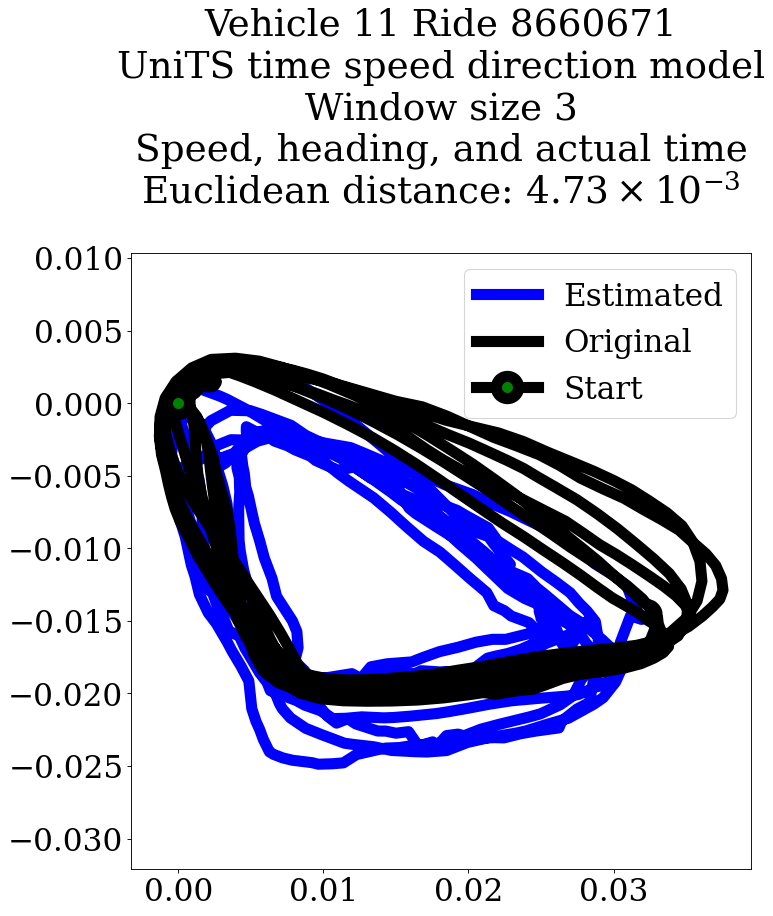 Vehicle 11 Ride 8660671
UniTS time speed direction model
Window size 3
Speed, heading, and actual time
Euclidean distance: 4.73 × 10⁻³
0.010
0.005
0.000
−0.005
−0.010
−0.015
−0.020
−0.025
−0.030
Estimated
Original
Start
0.00 0.01 0.02 0.03